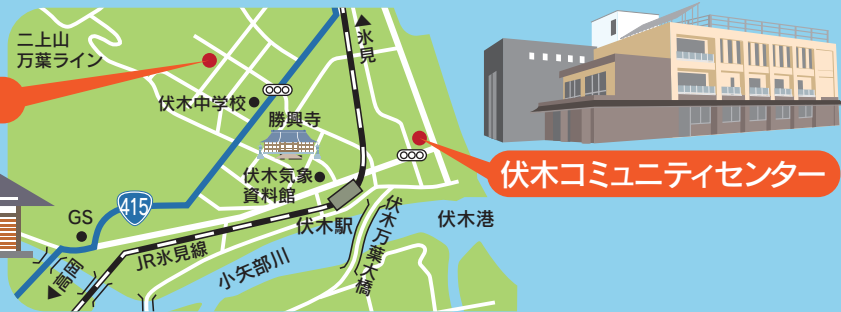 二上山
万葉ライン
氷見
伏木中学校
勝興寺
伏木気象
資料館
伏木コミュニティセンター
415
GS
伏木駅
伏木港
JR氷見線
伏木万葉大橋
小矢部川
高岡